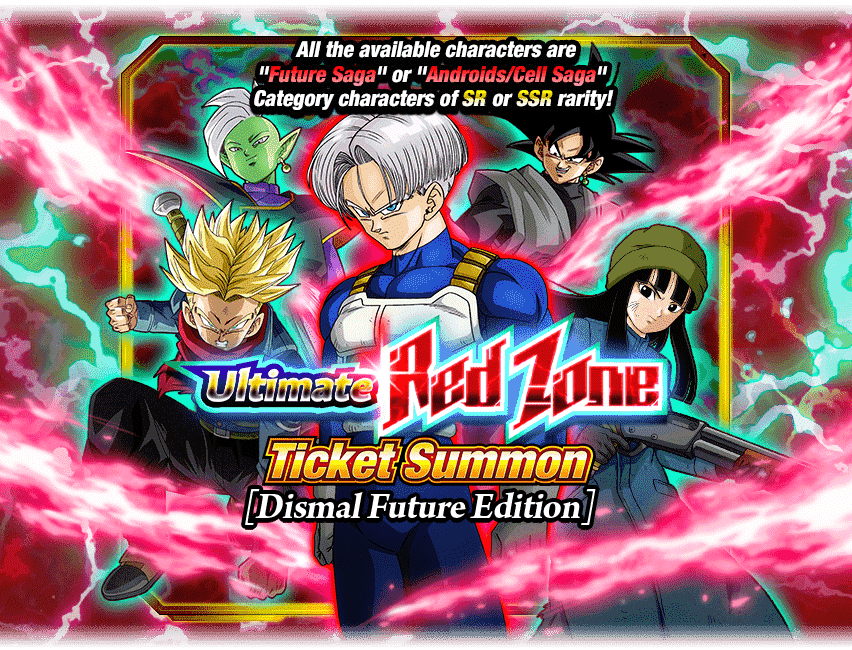 All the available characters are
"Future Saga" or "Androids/Cell Saga"
Category characters of SR or SSR rarity!
Ultimate Red Zone
Ticket Summon
[Dismal Future Edition]